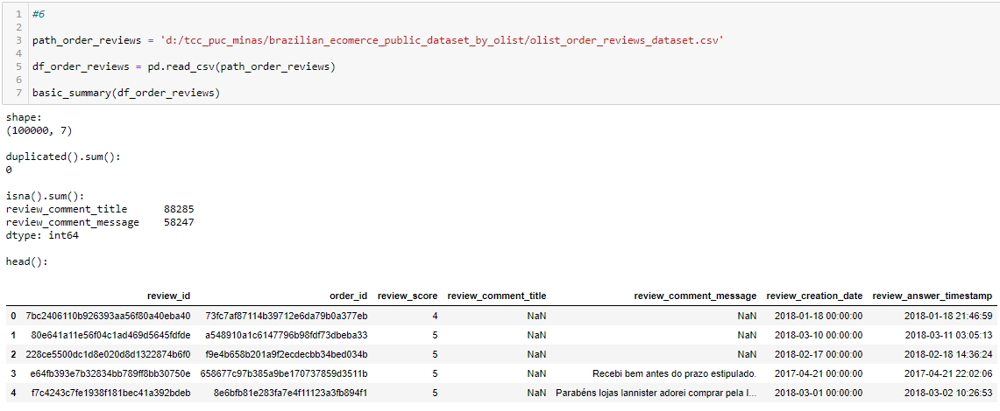 1 #6
2
3 path_order_reviews = 'd:/tcc_puc_minas/brazilian_ecomerce_public_dataset_by_olist/olist_order_reviews_dataset.csv'
4
5 df_order_reviews = pd.read_csv(path_order_reviews)
6
7 basic_summary(df_order_reviews)
shape:
(100000, 7)
duplicated().sum():
0
isna().sum():
review_comment_title 88285
review_comment_message 58247
dtype: int64
head():
review_id order_id review_score review_comment_title review_comment_message review_creation_date review_answer_timestamp
0 7bc2406110b926393aa56f80a40eba40 73fc7af87114b39712e6da79b0a377eb 4 NaN NaN 2018-01-18 00:00:00 2018-01-18 21:46:59
1 80e641a11e56f04c1ad469d5645fdfde a548910a1c6147796b98fdf73dbeba33 5 NaN NaN 2018-03-10 00:00:00 2018-03-11 03:05:13
2 228ce5500dc1d8e020d8d1322874b6f0 f9e4b658b201a9f2ecdecbb34bed034b 5 NaN NaN 2018-02-17 00:00:00 2018-02-18 14:36:24
3 e64fb393e7b32834bb789ff8bb30750e 658677c97b385a9be170737859d3511b 5 NaN Recebi bem antes do prazo estipulado. 2017-04-21 00:00:00 2017-04-21 22:02:06
4 f7c4243c7fe1938f181bec41a392bdeb 8e6bfb81e283fa7e4f11123a3fb894f1 5 NaN Parabéns lojas lannister adorei comprar pela I... 2018-03-01 00:00:00 2018-03-02 10:26:53